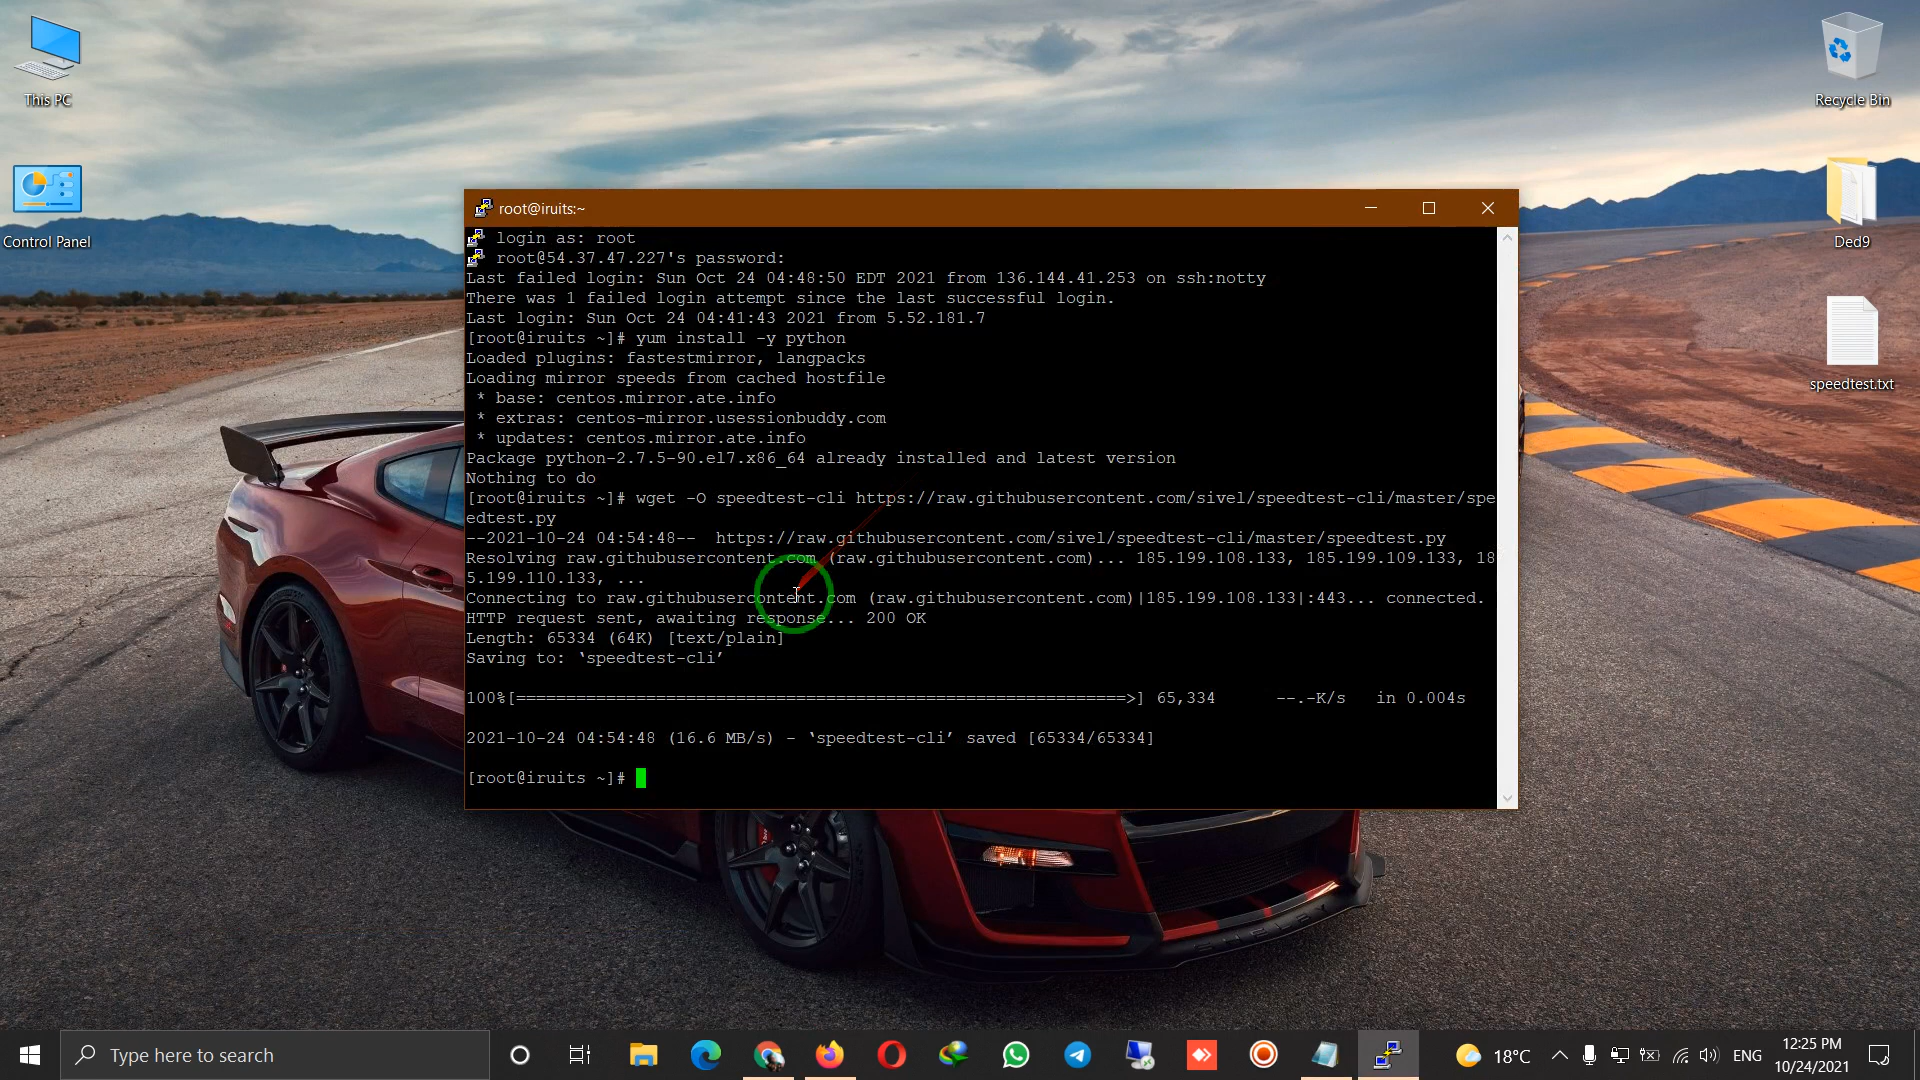 This PC
Control Panel
Recycle Bin
Ded9
speedtest.txt
root@iruits:~
login as: root
root@54.37.47.227's password:
Last failed login: Sun Oct 24 04:48:50 EDT 2021 from 136.144.41.253 on ssh:notty
There was 1 failed login attempt since the last successful login.
Last login: Sun Oct 24 04:41:43 2021 from 5.52.181.7
[root@iruits ~]# yum install -y python
Loaded plugins: fastestmirror, langpacks
Loading mirror speeds from cached hostfile
* base: centos.mirror.ate.info
* extras: centos-mirror.usessionbuddy.com
* updates: centos.mirror.ate.info
Package python-2.7.5-90.el7.x86_64 already installed and latest version
Nothing to do
[root@iruits ~]# wget -O speedtest-cli https://raw.githubusercontent.com/sivel/speedtest-cli/master/spe
edtest.py
--2021-10-24 04:54:48--  https://raw.githubusercontent.com/sivel/speedtest-cli/master/speedtest.py
Resolving raw.githubusercontent.com (raw.githubusercontent.com)... 185.199.108.133, 185.199.109.133, 18
5.199.110.133, ...
Connecting to raw.githubusercontent.com (raw.githubusercontent.com)|185.199.108.133|:443... connected.
HTTP request sent, awaiting response... 200 OK
Length: 65334 (64K) [text/plain]
Saving to: ‘speedtest-cli’
100%[=============================================================>] 65,334      --.-K/s   in 0.004s
2021-10-24 04:54:48 (16.6 MB/s) - ‘speedtest-cli’ saved [65334/65334]
[root@iruits ~]#
SHELBY
Type here to search
18°C
ENG
12:25 PM
10/24/2021